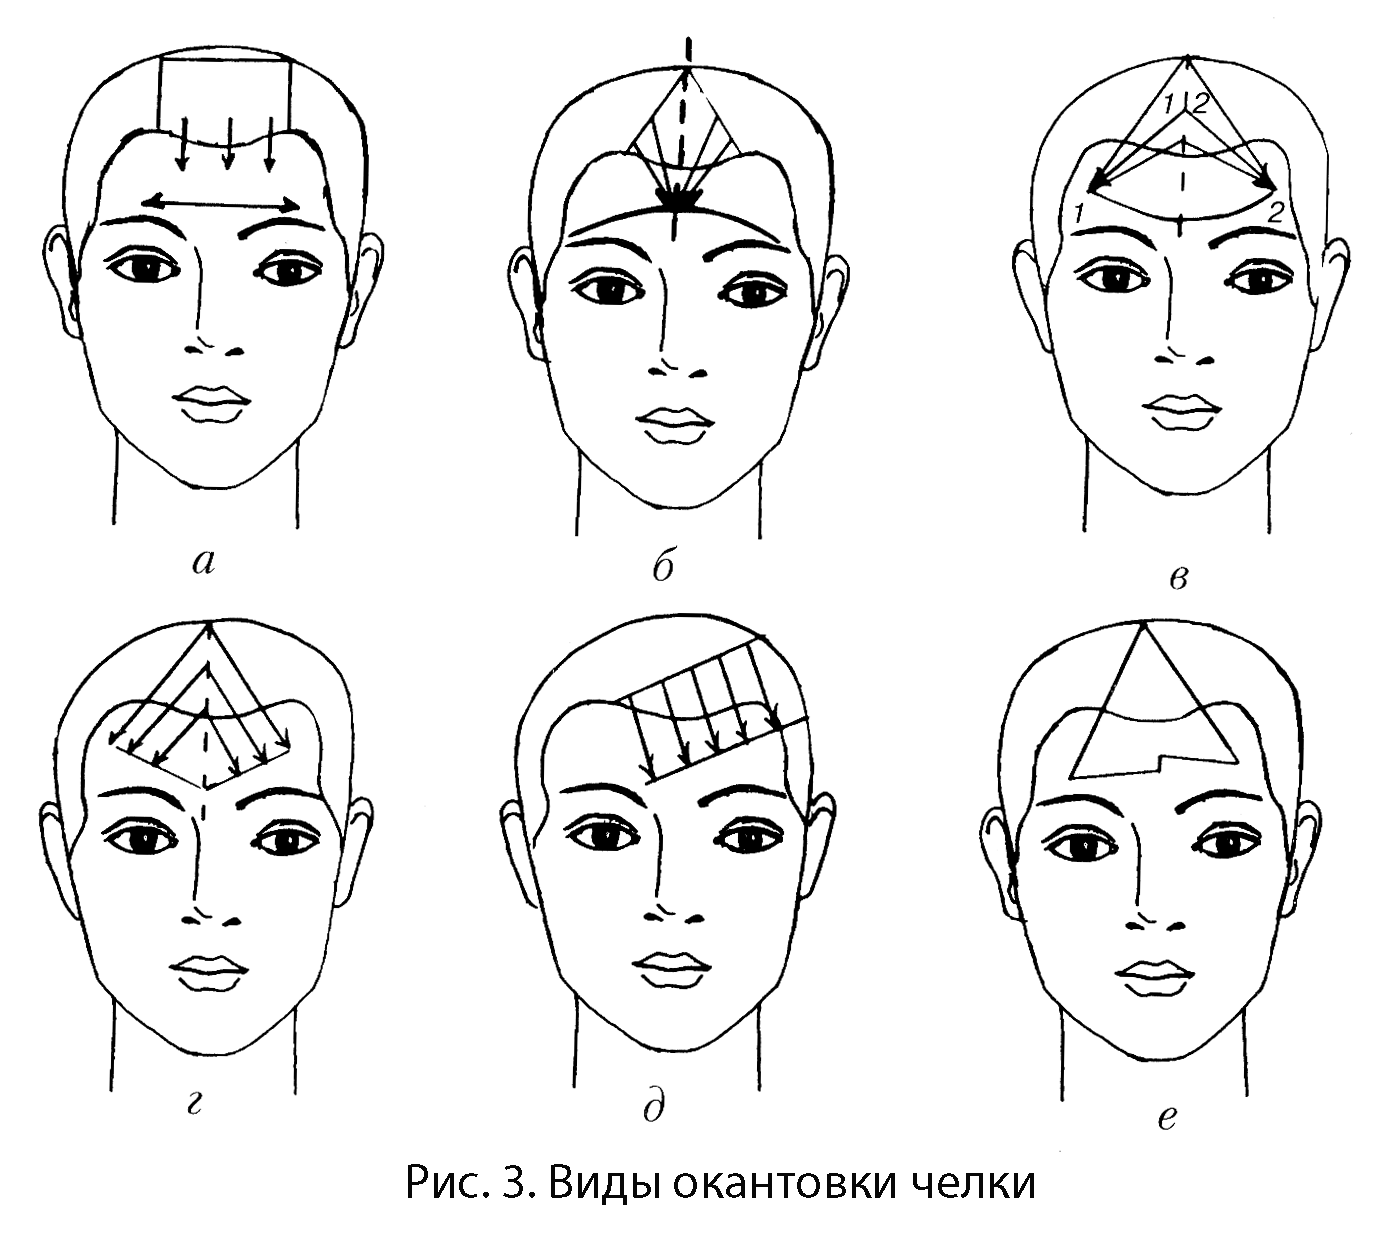 а
б
1 2
1 2
в
г
д
е
Рис. 3. Виды окантовки челки